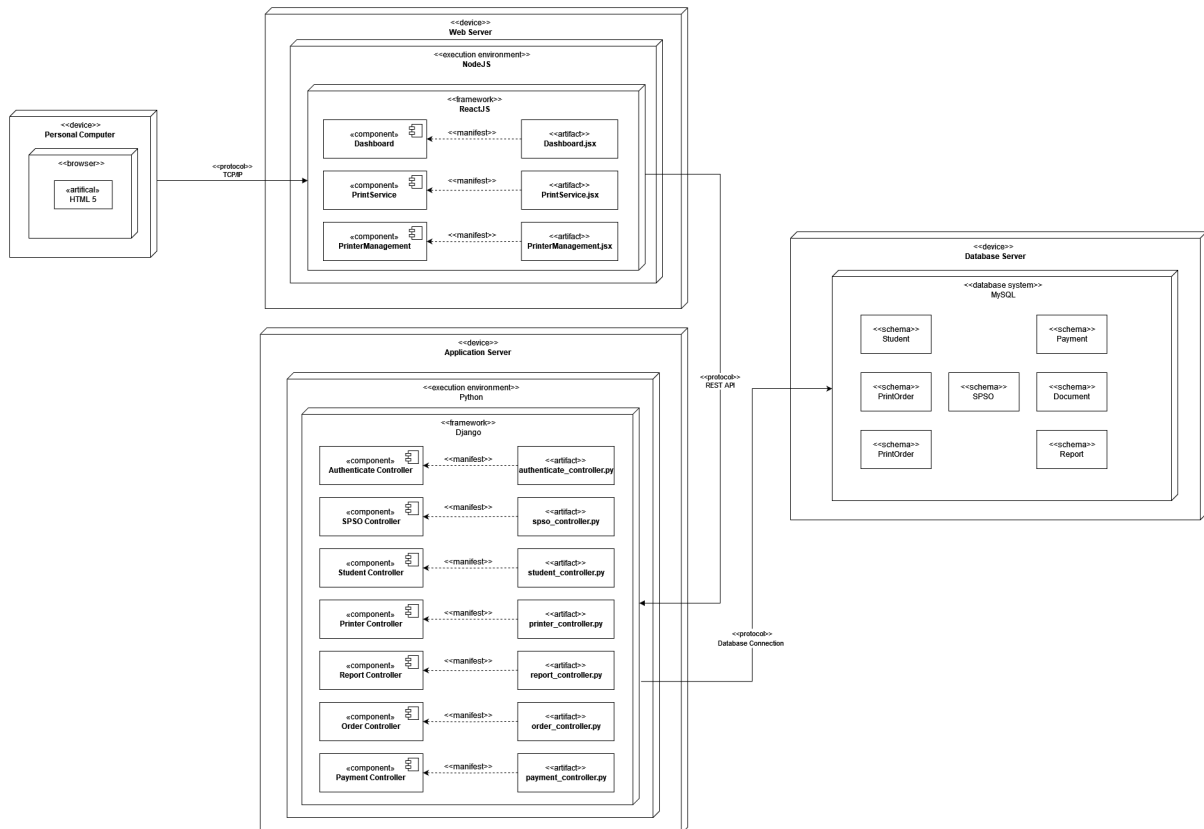 <<device>>
Personal Computer
<<browser>>
«artifical»
HTML 5
<<protocol>>
TCP/IP
<<device>>
Web Server
<<execution environment>>
NodeJS
<<framework>>
ReactJS
«component»
Dashboard
<<manifest>>
<<artifact>>
Dashboard.jsx
«component»
PrintService
<<manifest>>
<<artifact>>
PrintService.jsx
«component»
PrinterManagement
<<manifest>>
<<artifact>>
PrinterManagement.jsx
<<protocol>>
REST API
<<device>>
Application Server
<<execution environment>>
Python
<<framework>>
Django
«component»
Authenticate Controller
<<manifest>>
<<artifact>>
authenticate_controller.py
«component»
SPSO Controller
<<manifest>>
<<artifact>>
spso_controller.py
«component»
Student Controller
<<manifest>>
<<artifact>>
student_controller.py
«component»
Printer Controller
<<manifest>>
<<artifact>>
printer_controller.py
«component»
Report Controller
<<manifest>>
<<artifact>>
report_controller.py
«component»
Order Controller
<<manifest>>
<<artifact>>
order_controller.py
«component»
Payment Controller
<<manifest>>
<<artifact>>
payment_controller.py
<<protocol>>
Database Connection
<<device>>
Database Server
<<database system>>
MySQL
<<schema>>
Student
<<schema>>
Payment
<<schema>>
PrintOrder
<<schema>>
SPSO
<<schema>>
Document
<<schema>>
PrintOrder
<<schema>>
Report